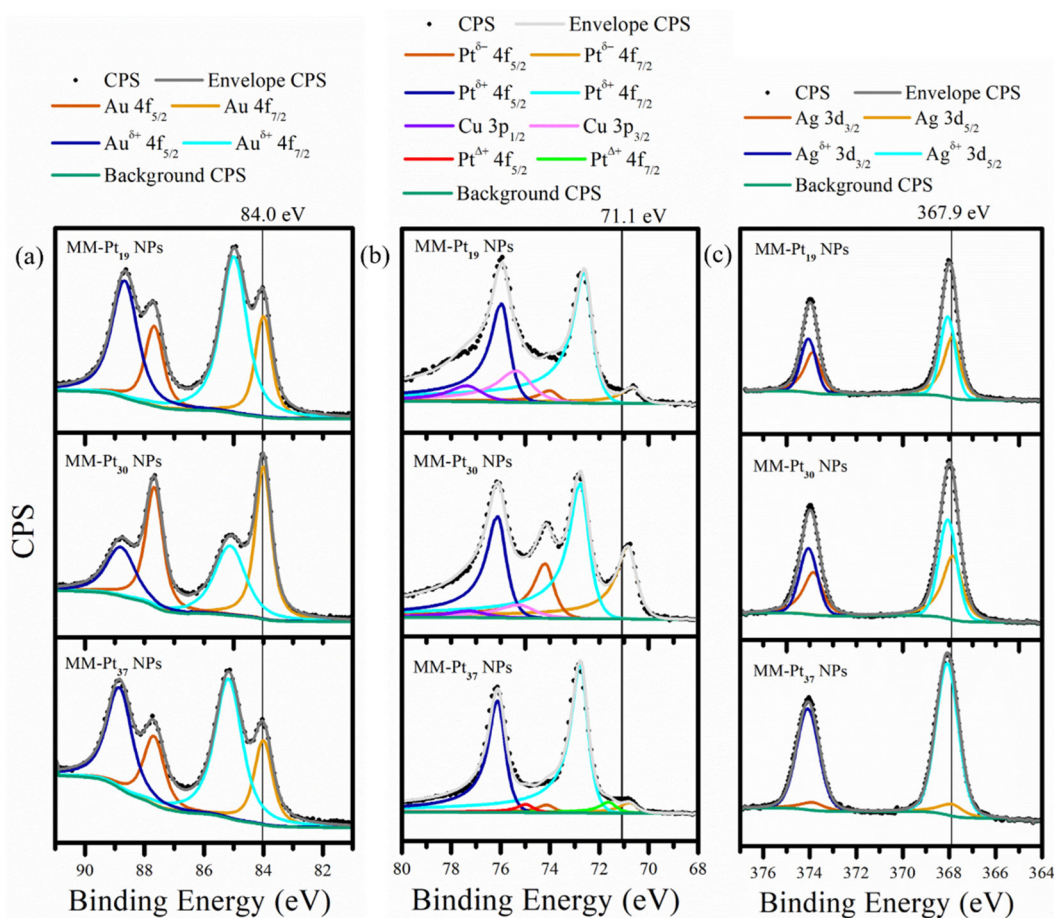 CPS Envelope CPS
Au 4f5/2 Au 4f7/2
Auδ+ 4f5/2 Auδ+ 4f7/2
Background CPS
84.0 eV
CPS Envelope CPS
Ptδ− 4f5/2 Ptδ− 4f7/2
Ptδ+ 4f5/2 Ptδ+ 4f7/2
Cu 3p1/2 Cu 3p3/2
PtΔ+ 4f5/2 PtΔ+ 4f7/2
Background CPS
71.1 eV
CPS Envelope CPS
Ag 3d3/2 Ag 3d5/2
Agδ+ 3d3/2 Agδ+ 3d5/2
Background CPS
367.9 eV
CPS
(a)
MM-Pt19 NPs
MM-Pt30 NPs
MM-Pt37 NPs
90 88 86 84 82
Binding Energy (eV)
(b)
MM-Pt19 NPs
MM-Pt30 NPs
MM-Pt37 NPs
80 78 76 74 72 70 68
Binding Energy (eV)
(c)
MM-Pt19 NPs
MM-Pt30 NPs
MM-Pt37 NPs
376 374 372 370 368 366 364
Binding Energy (eV)